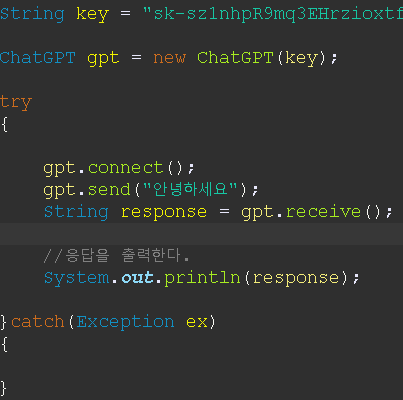 String key = "sk-sz1nhpR9mq3EHrzioxtf
ChatGPT gpt = new ChatGPT(key);
try
{
gpt.connect();
gpt.send("안녕하세요");
String response = gpt.receive();
//응답을 출력한다.
System.out.println(response);
}catch(Exception ex)
{
}